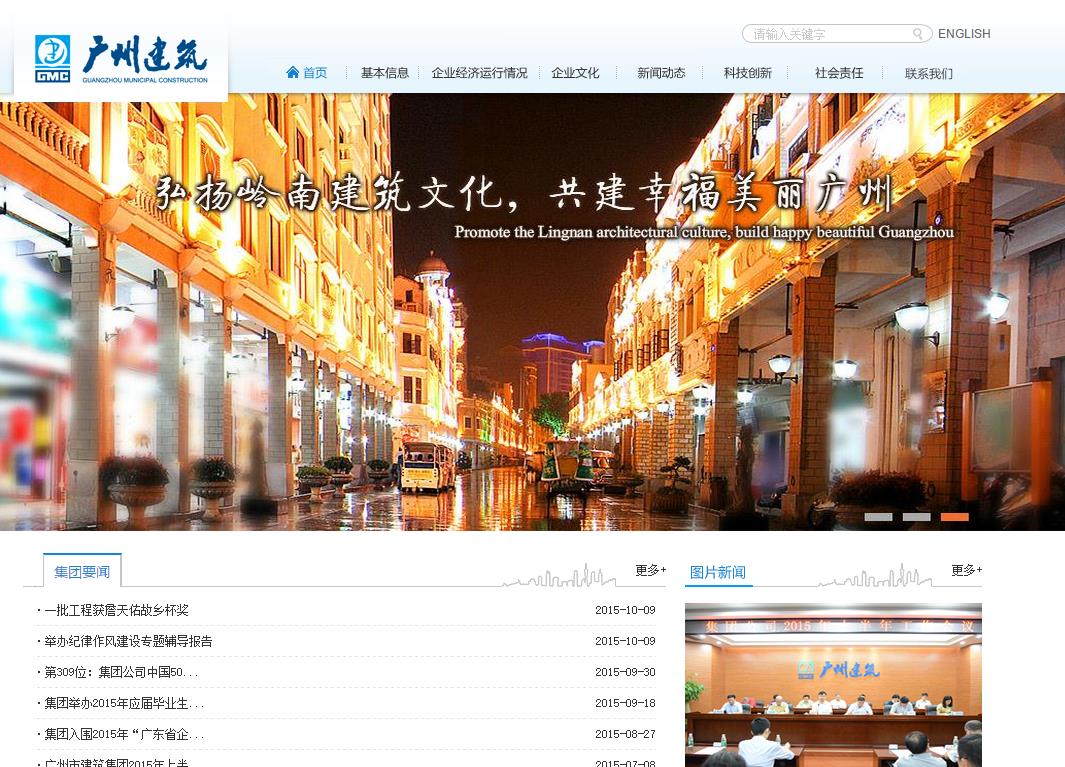 请输入关键字
ENGLISH
广州建筑
GMC
GUANGZHOU MUNICIPAL CONSTRUCTION
首页 基本信息 企业经济运行情况 企业文化 新闻动态 科技创新 社会责任 联系我们
弘扬岭南建筑文化，共建幸福美丽广州
Promote the Lingnan architectural culture, build happy beautiful Guangzhou
集团要闻 更多+
图片新闻 更多+
·一批工程获詹天佑故乡杯奖 2015-10-09
·举办纪律作风建设专题辅导报告 2015-10-09
·第309位：集团公司中国50... 2015-09-30
·集团举办2015年应届毕业生... 2015-09-18
·集团入围2015年“广东省企... 2015-08-27
·广州市建筑集团2015年上半 2015-07-08
集团公司2015年上半年工作会议
广州建筑